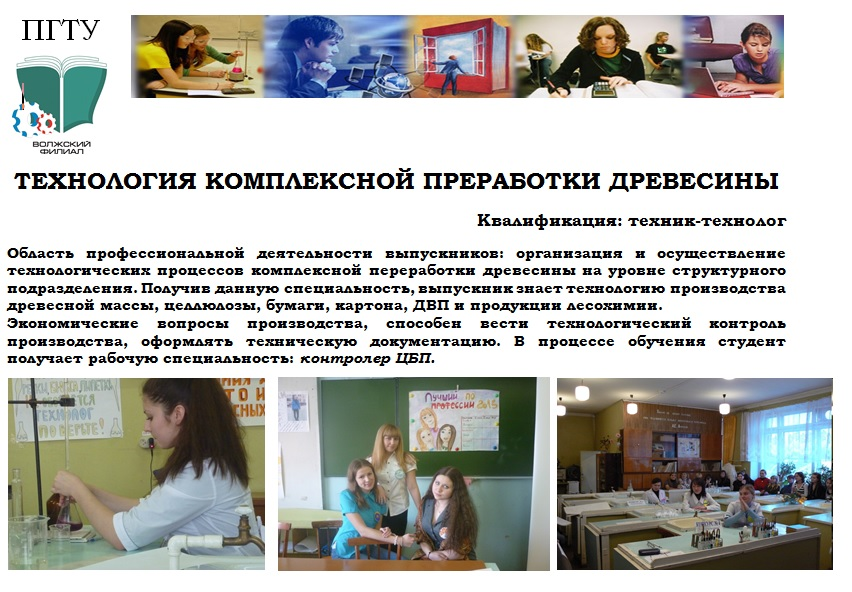 ПГТУ
ВОЛЖСКИЙ
ФИЛИАЛ
ТЕХНОЛОГИЯ КОМПЛЕКСНОЙ ПРЕРАБОТКИ ДРЕВЕСИНЫ
Квалификация: техник-технолог
Область профессиональной деятельности выпускников: организация и осуществление
технологических процессов комплексной переработки древесины на уровне структурного
подразделения. Получив данную специальность, выпускник знает технологию производства
древесной массы, целлюлозы, бумаги, картона, ДВП и продукции лесохимии.
Экономические вопросы производства, способен вести технологический контроль
производства, оформлять техническую документацию. В процессе обучения студент
получает рабочую специальность: контролер ЦБП.
ТЕХНОЛОГ
ПОВЕРЬТЕ!
ЛУЧШИЙ ПО
ПРОФЕССИИ 2015